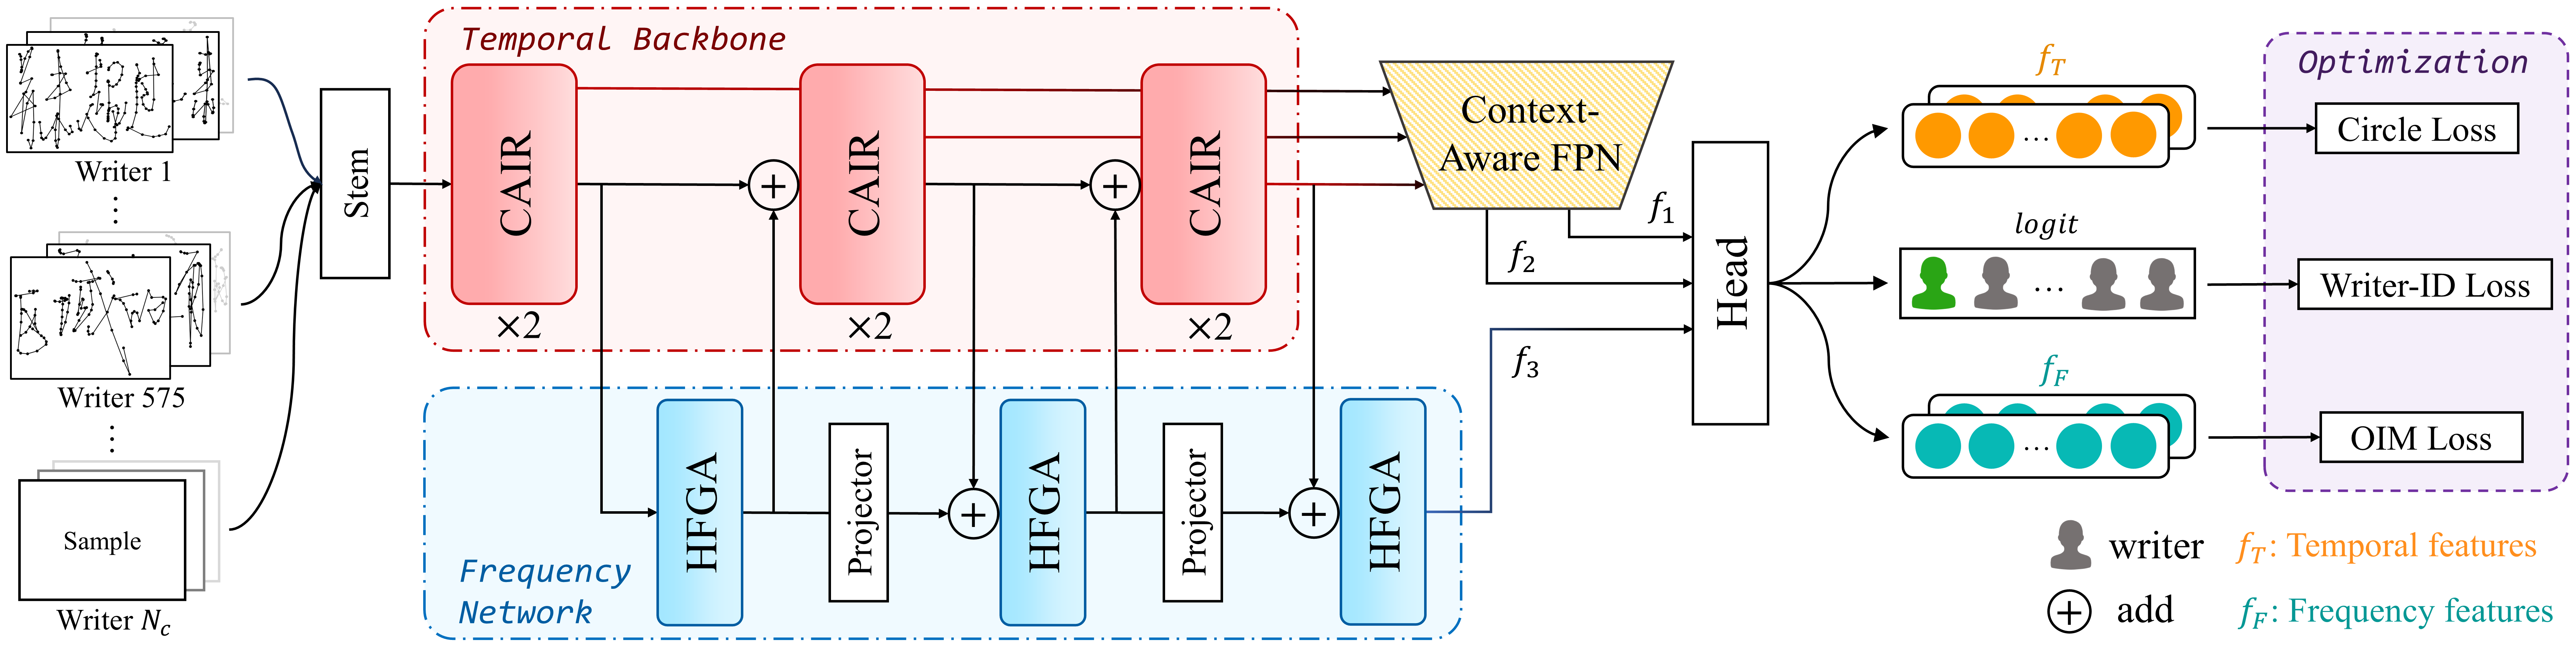 Writer 1
⋮
Writer 575
⋮
Sample
Writer N_c
Stem
Temporal Backbone
CAIR
×2
CAIR
×2
CAIR
×2
Frequency
Network
HFGA
Projector
HFGA
Projector
HFGA
Context-
Aware FPN
f_1
f_2
f_3
Head
f_T
...
logit
...
f_F
...
Optimization
Circle Loss
Writer-ID Loss
OIM Loss
writer
f_T: Temporal features
add
f_F: Frequency features